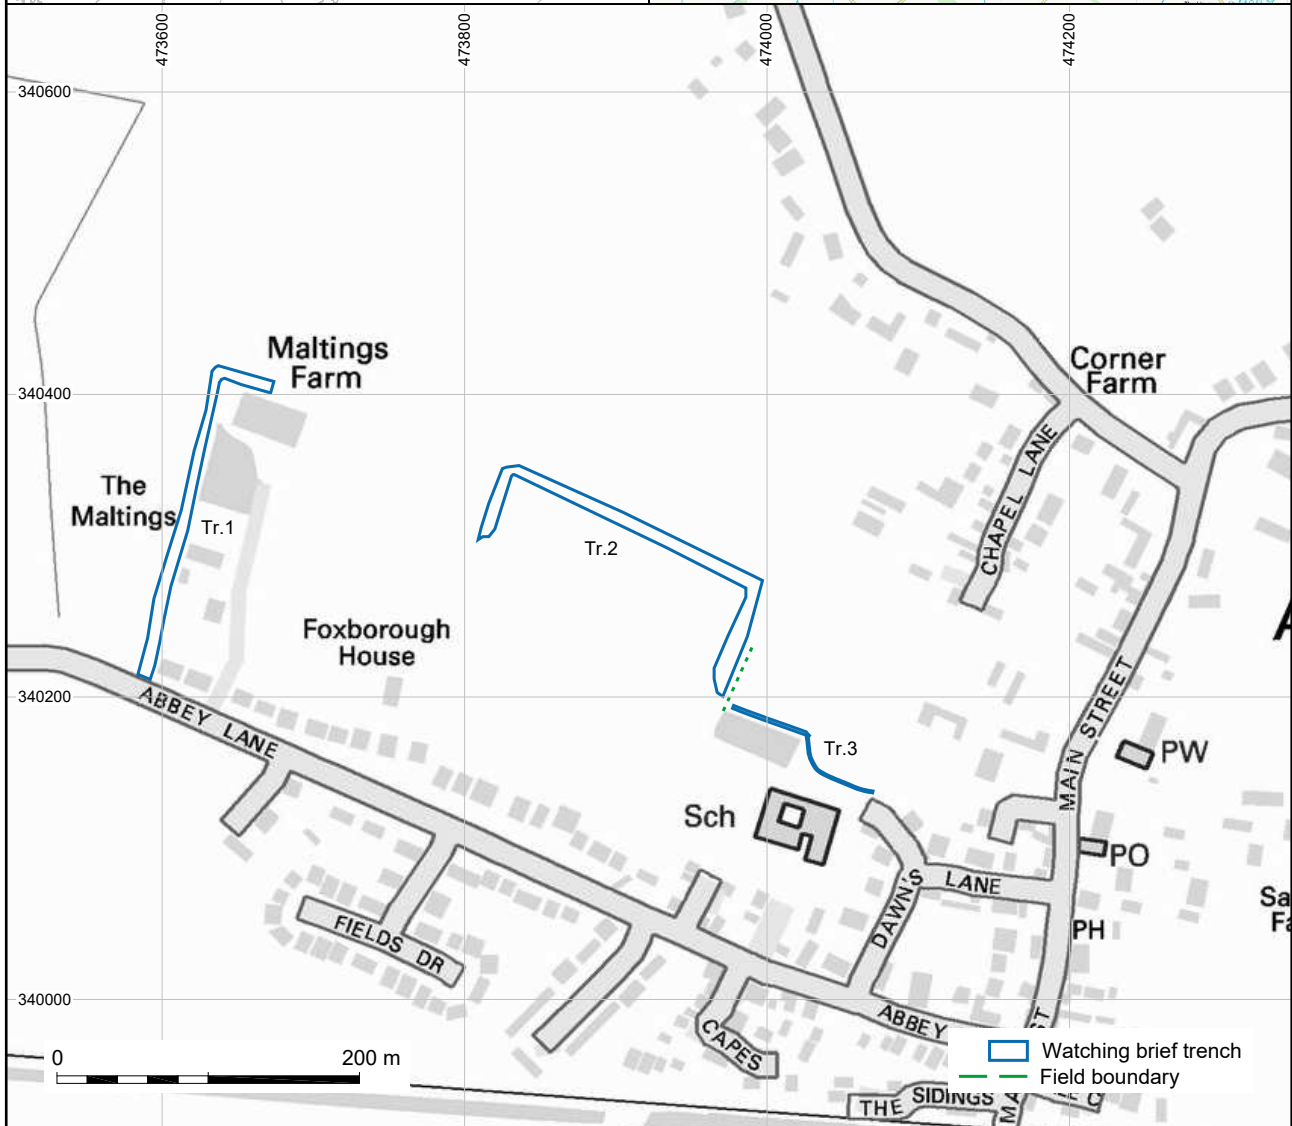 473600
473800
474000
474200
340600
Maltings
Farm
Corner
Farm
340400
CHAPEL LANE
The
Maltings
Tr.1
Tr.2
Foxborough
House
340200
ABBEY LANE
MAIN STREET
Tr.3
PW
Sch
PO
DAWN'S LANE
PH
FIELDS DR
340000
ABBEY
CAPES
0 200 m
Watching brief trench
Field boundary
THE SIDINGS